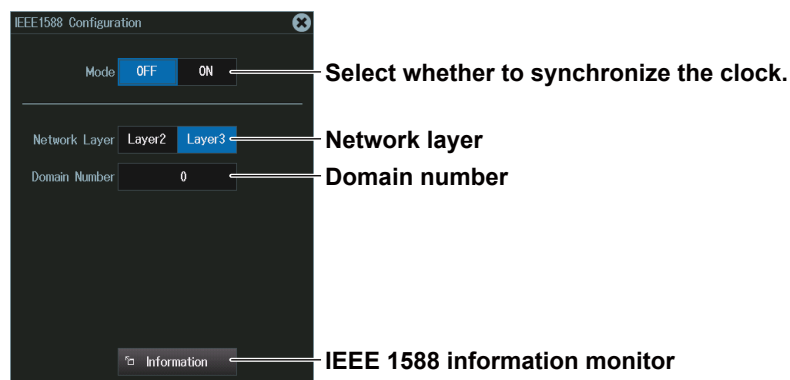 IEEE1588 Configuration
Mode OFF ON
Select whether to synchronize the clock.
Network Layer Layer2 Layer3
Network layer
Domain Number 0
Domain number
Information
IEEE 1588 information monitor